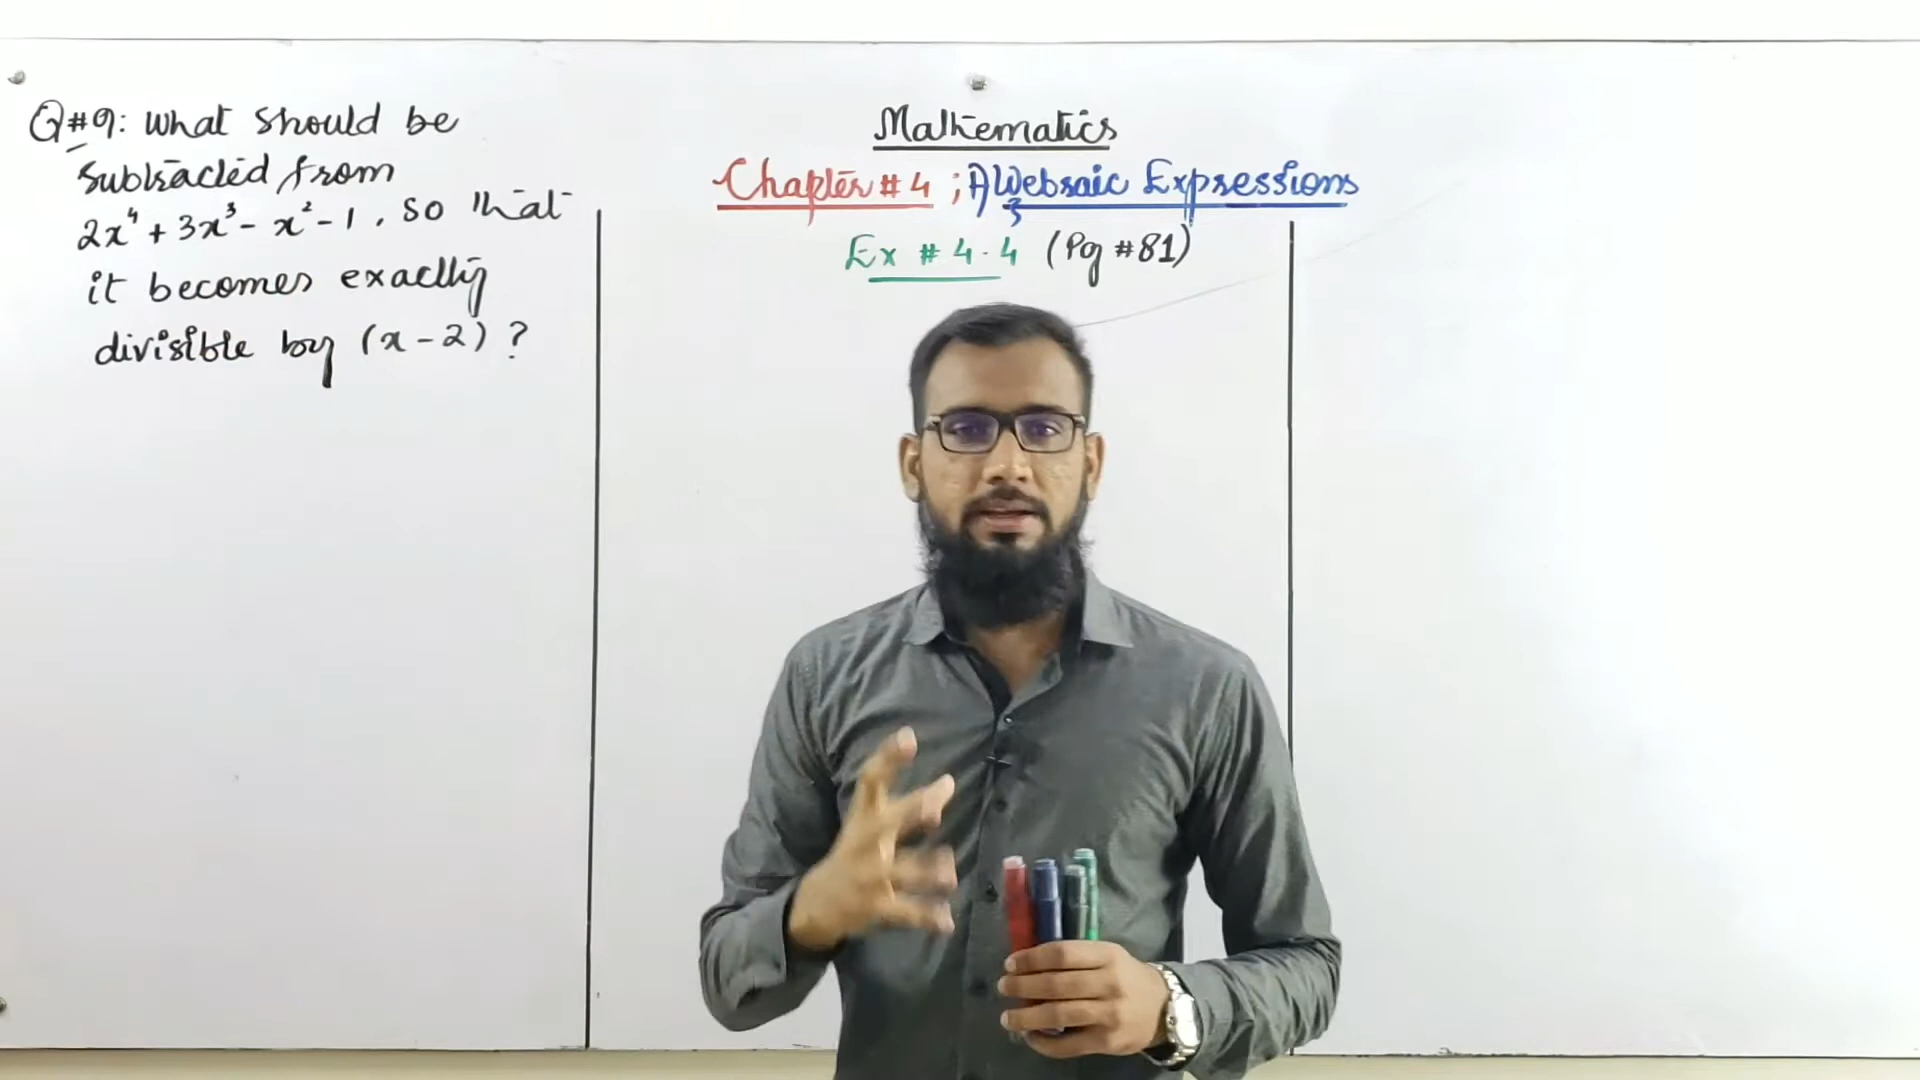 Q#9: What should be
subtracted from
2x⁴ + 3x³ - x² - 1, so that
it becomes exactly
divisible by (x - 2) ?
Mathematics
Chapter # 4 ; Algebraic Expressions
Ex # 4.4 (Pg #81)